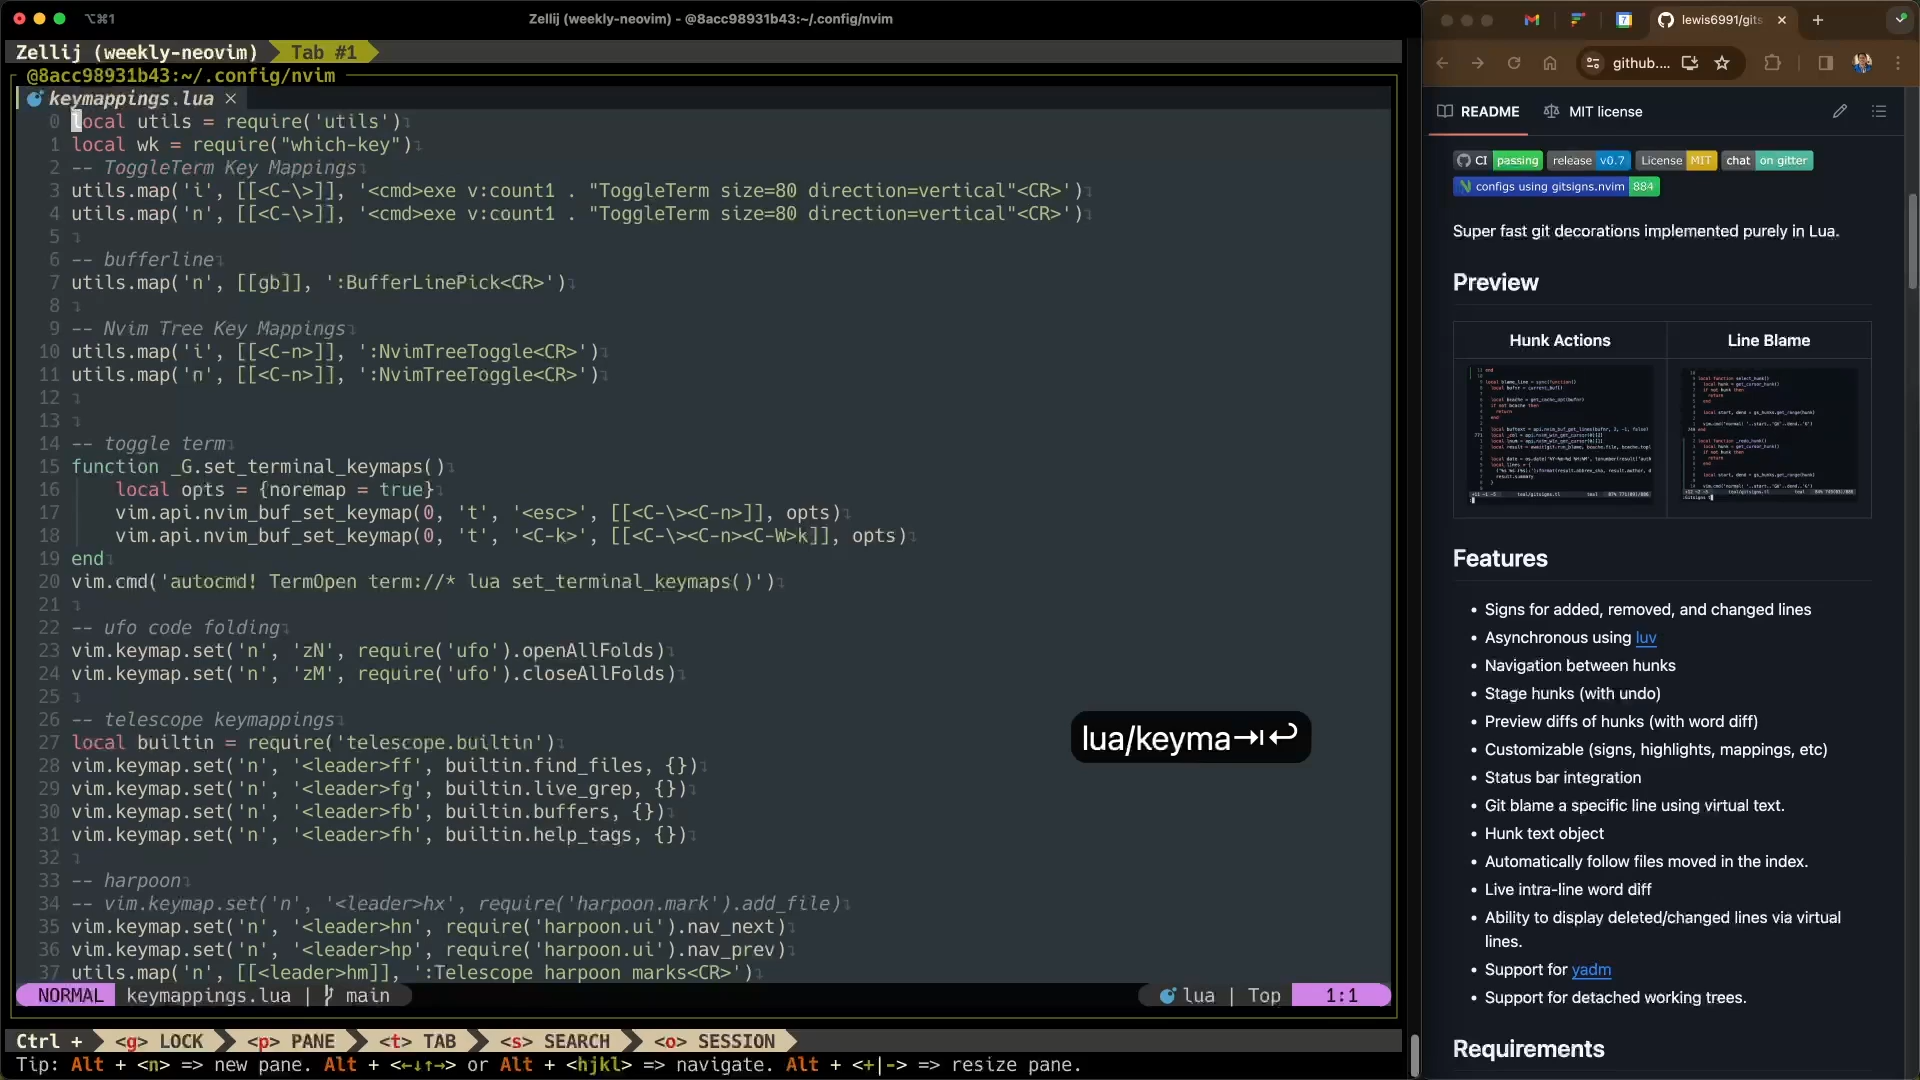 ⌥⌘1
Zellij (weekly-neovim) - @8acc98931b43:~/.config/nvim
Zellij (weekly-neovim) Tab #1
@8acc98931b43:~/.config/nvim
keymappings.lua ×
0 local utils = require('utils')
1 local wk = require("which-key")
2 -- ToggleTerm Key Mappings
3 utils.map('i', [[<C-\>]], '<cmd>exe v:count1 . "ToggleTerm size=80 direction=vertical"<CR>')
4 utils.map('n', [[<C-\>]], '<cmd>exe v:count1 . "ToggleTerm size=80 direction=vertical"<CR>')
5
6 -- bufferline
7 utils.map('n', [[gb]], ':BufferLinePick<CR>')
8
9 -- Nvim Tree Key Mappings
10 utils.map('i', [[<C-n>]], ':NvimTreeToggle<CR>')
11 utils.map('n', [[<C-n>]], ':NvimTreeToggle<CR>')
12
13
14 -- toggle term
15 function _G.set_terminal_keymaps()
16 local opts = {noremap = true}
17 vim.api.nvim_buf_set_keymap(0, 't', '<esc>', [[<C-\><C-n>]], opts)
18 vim.api.nvim_buf_set_keymap(0, 't', '<C-k>', [[<C-\><C-n><C-W>k]], opts)
19 end
20 vim.cmd('autocmd! TermOpen term://* lua set_terminal_keymaps()')
21
22 -- ufo code folding
23 vim.keymap.set('n', 'zN', require('ufo').openAllFolds)
24 vim.keymap.set('n', 'zM', require('ufo').closeAllFolds)
25
26 -- telescope keymappings
27 local builtin = require('telescope.builtin')
28 vim.keymap.set('n', '<leader>ff', builtin.find_files, {})
29 vim.keymap.set('n', '<leader>fg', builtin.live_grep, {})
30 vim.keymap.set('n', '<leader>fb', builtin.buffers, {})
31 vim.keymap.set('n', '<leader>fh', builtin.help_tags, {})
32
33 -- harpoon
34 -- vim.keymap.set('n', '<leader>hx', require('harpoon.mark').add_file)
35 vim.keymap.set('n', '<leader>hn', require('harpoon.ui').nav_next)
36 vim.keymap.set('n', '<leader>hp', require('harpoon.ui').nav_prev)
37 utils.map('n', [[<leader>hm]], ':Telescope harpoon marks<CR>')
lua/keyma⇥↩
NORMAL keymappings.lua | main lua | Top 1:1
Ctrl + <g> LOCK <p> PANE <t> TAB <s> SEARCH <o> SESSION
Tip: Alt + <n> => new pane. Alt + <←↓↑→> or Alt + <hjkl> => navigate. Alt + <+|-> => resize pane.
7 lewis6991/gits × +
github....
README MIT license
CI passing release v0.7 License MIT chat on gitter
configs using gitsigns.nvim 884
Super fast git decorations implemented purely in Lua.
Preview
Hunk Actions Line Blame
Features
• Signs for added, removed, and changed lines
• Asynchronous using luv
• Navigation between hunks
• Stage hunks (with undo)
• Preview diffs of hunks (with word diff)
• Customizable (signs, highlights, mappings, etc)
• Status bar integration
• Git blame a specific line using virtual text.
• Hunk text object
• Automatically follow files moved in the index.
• Live intra-line word diff
• Ability to display deleted/changed lines via virtual
lines.
• Support for yadm
• Support for detached working trees.
Requirements